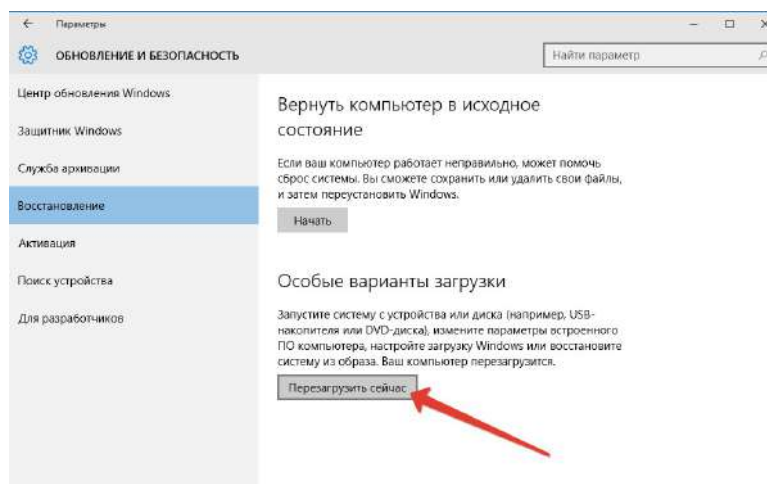 Параметры
ОБНОВЛЕНИЕ И БЕЗОПАСНОСТЬ
Найти параметр
Центр обновления Windows
Защитник Windows
Служба архивации
Восстановление
Активация
Поиск устройства
Для разработчиков
Вернуть компьютер в исходное
состояние
Если ваш компьютер работает неправильно, может помочь
сброс системы. Вы сможете сохранить или удалить свои файлы,
и затем переустановить Windows.
Начать
Особые варианты загрузки
Запустите систему с устройства или диска (например, USB-
накопителя или DVD-диска), измените параметры встроенного
ПО компьютера, настройте загрузку Windows или восстановите
систему из образа. Ваш компьютер перезагрузится.
Перезагрузить сейчас